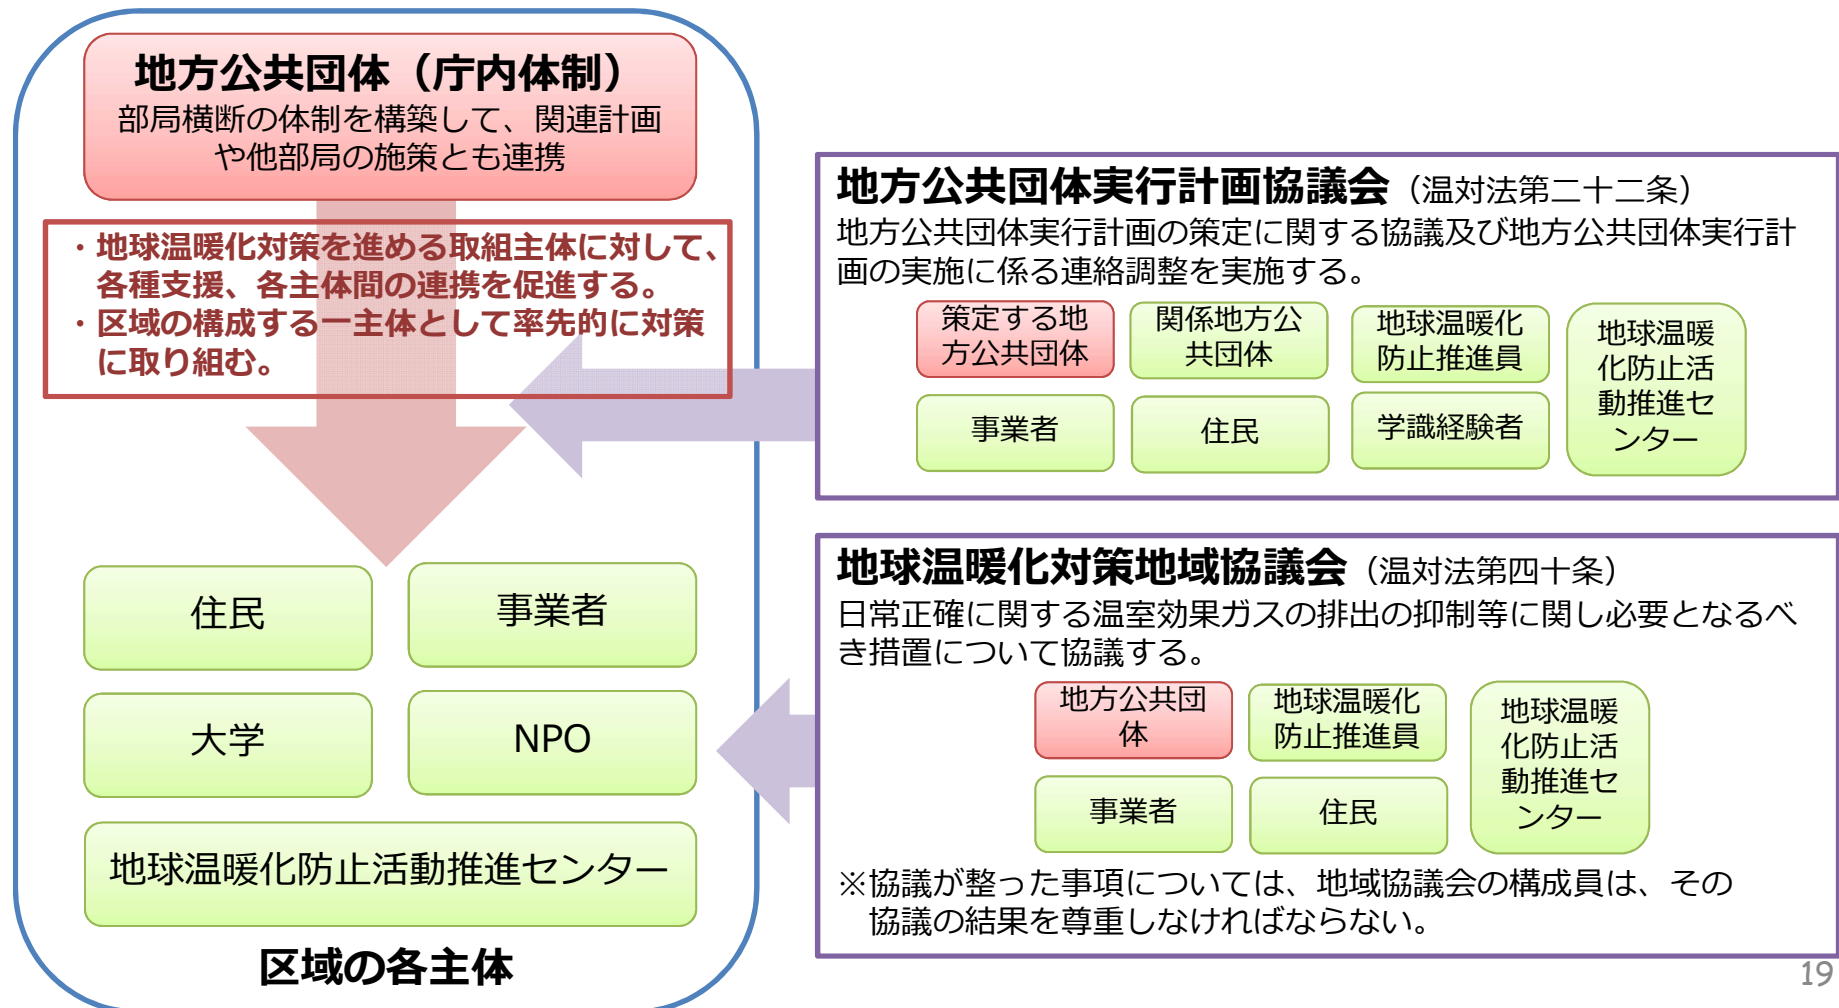 地方公共団体（庁内体制）
部局横断の体制を構築して、関連計画
や他部局の施策とも連携
・地球温暖化対策を進める取組主体に対して、
各種支援、各主体間の連携を促進する。
・区域の構成する一主体として率先的に対策
に取り組む。
住民
事業者
大学
NPO
地球温暖化防止活動推進センター
区域の各主体
地方公共団体実行計画協議会（温対法第二十二条）
地方公共団体実行計画の策定に関する協議及び地方公共団体実行計
画の実施に係る連絡調整を実施する。
策定する地
方公共団体
関係地方公
共団体
地球温暖化
防止推進員
地球温暖
化防止活
動推進セ
ンター
事業者
住民
学識経験者
地球温暖化対策地域協議会（温対法第四十条）
日常正確に関する温室効果ガスの排出の抑制等に関し必要となるべ
き措置について協議する。
地方公共団
体
地球温暖化
防止推進員
地球温暖
化防止活
動推進セ
ンター
事業者
住民
※協議が整った事項については、地域協議会の構成員は、その
協議の結果を尊重しなければならない。
19